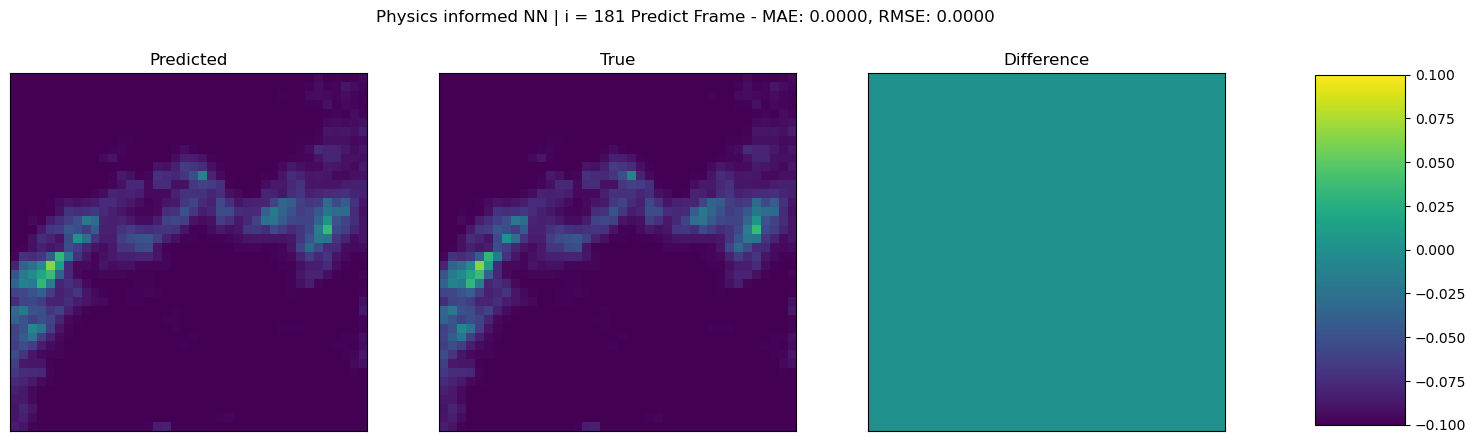 Physics informed NN | i = 181 Predict Frame - MAE: 0.0000, RMSE: 0.0000
Predicted
True
Difference
0.100
0.075
0.050
0.025
0.000
−0.025
−0.050
−0.075
−0.100